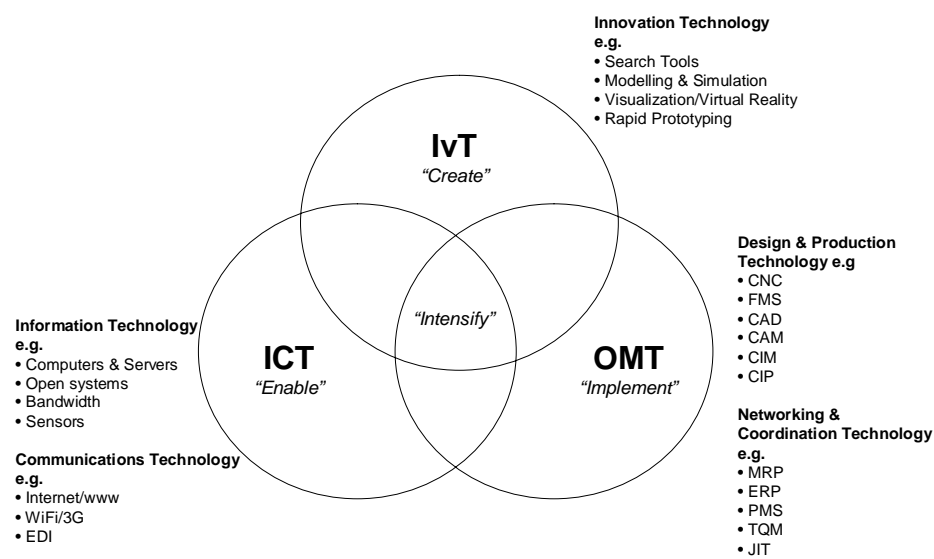 Innovation Technology
e.g.
• Search Tools
• Modelling & Simulation
• Visualization/Virtual Reality
• Rapid Prototyping
IvT
“Create”
Design & Production
Technology e.g
• CNC
• FMS
• CAD
• CAM
• CIM
• CIP
“Intensify”
Information Technology
e.g.
• Computers & Servers
• Open systems
• Bandwidth
• Sensors
ICT
“Enable”
OMT
“Implement”
Networking &
Coordination Technology
e.g.
• MRP
• ERP
• PMS
• TQM
• JIT
Communications Technology
e.g.
• Internet/www
• WiFi/3G
• EDI